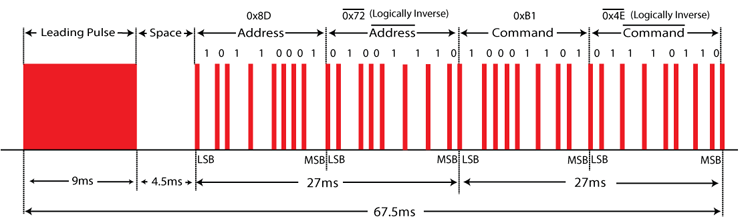 0x8D 0x72 (Logically Inverse) 0xB1 0x4E (Logically Inverse)
Leading Pulse Space Address Address Command Command
1 0 1 1 0 0 0 1 0 1 0 0 1 1 1 0 1 0 0 0 1 1 0 1 0 1 1 1 0 0 1 0
LSB MSB LSB MSB LSB MSB LSB MSB
9ms 4.5ms 27ms 27ms
67.5ms